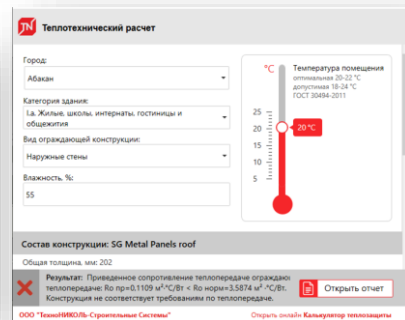 TN Теплотехнический расчет
Город:
Абакан
Категория здания:
I.а. Жилые, школы, интернаты, гостиницы и
общежития
Вид ограждающей конструкции:
Наружные стены
Влажность, %:
55
°C
Температура помещения
оптимальная 20-22 °C
допустимая 18-24 °C
ГОСТ 30494-2011
25
20
20 °C
15
10
5
Состав конструкции: SG Metal Panels roof
Общая толщина, мм: 202
Результат: Приведенное сопротивление теплопередаче ограждаю
теплопередаче: Ro пр=0.1109 м²·°C/Вт < Ro норм=3.5874 м²·°C/Вт.
Конструкция не соответствует требованиям по теплопередаче.
Открыть отчет
ООО "ТехноНИКОЛЬ-Строительные Системы"
Открыть онлайн Калькулятор теплозащиты